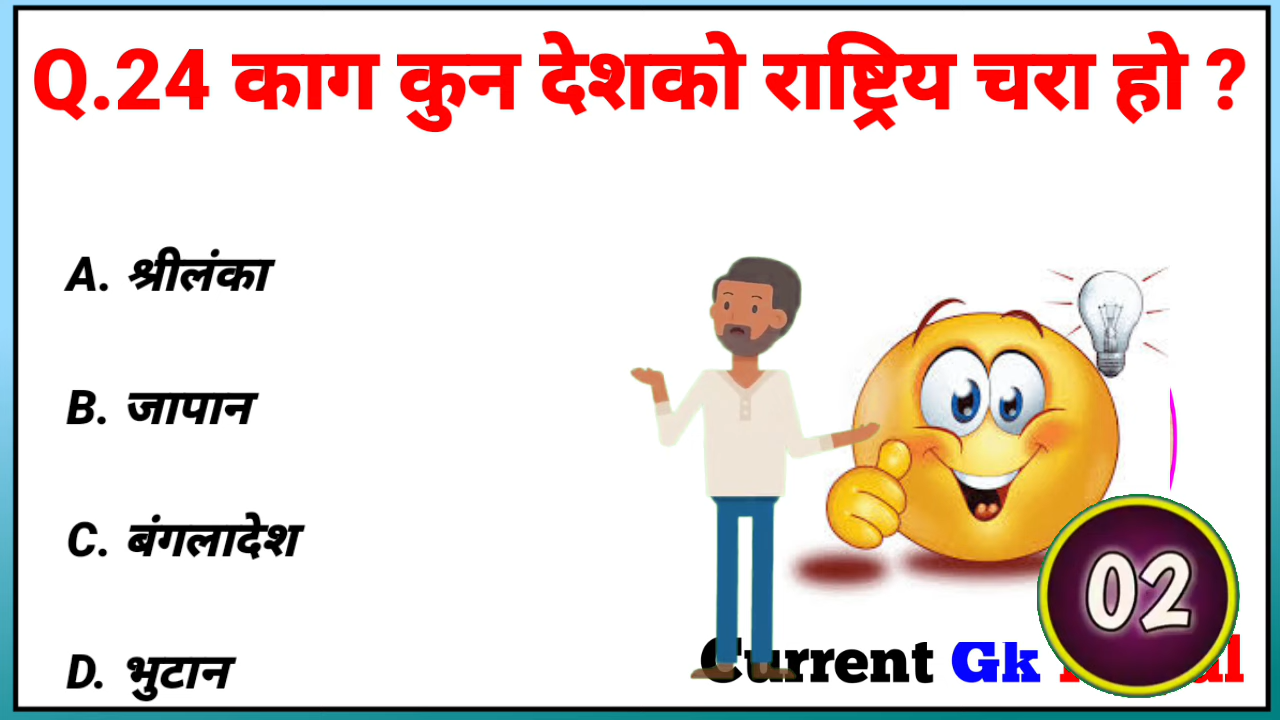 Q.24 काग कुन देशको राष्ट्रिय चरा हो ?
A. श्रीलंका
B. जापान
C. बंगलादेश
D. भुटान
02
Current Gk